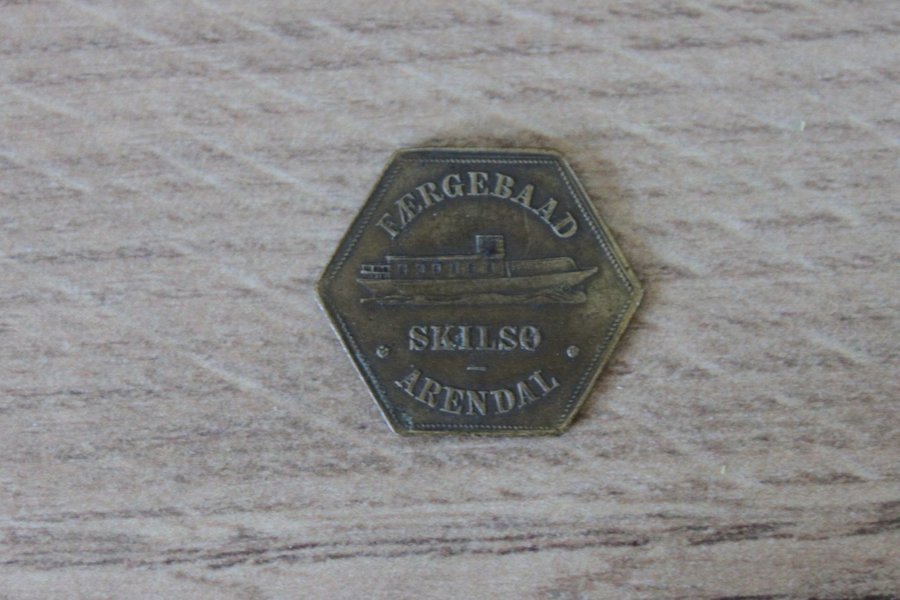 FÆRGEBAAD
SKILSØ
–
ARENDAL